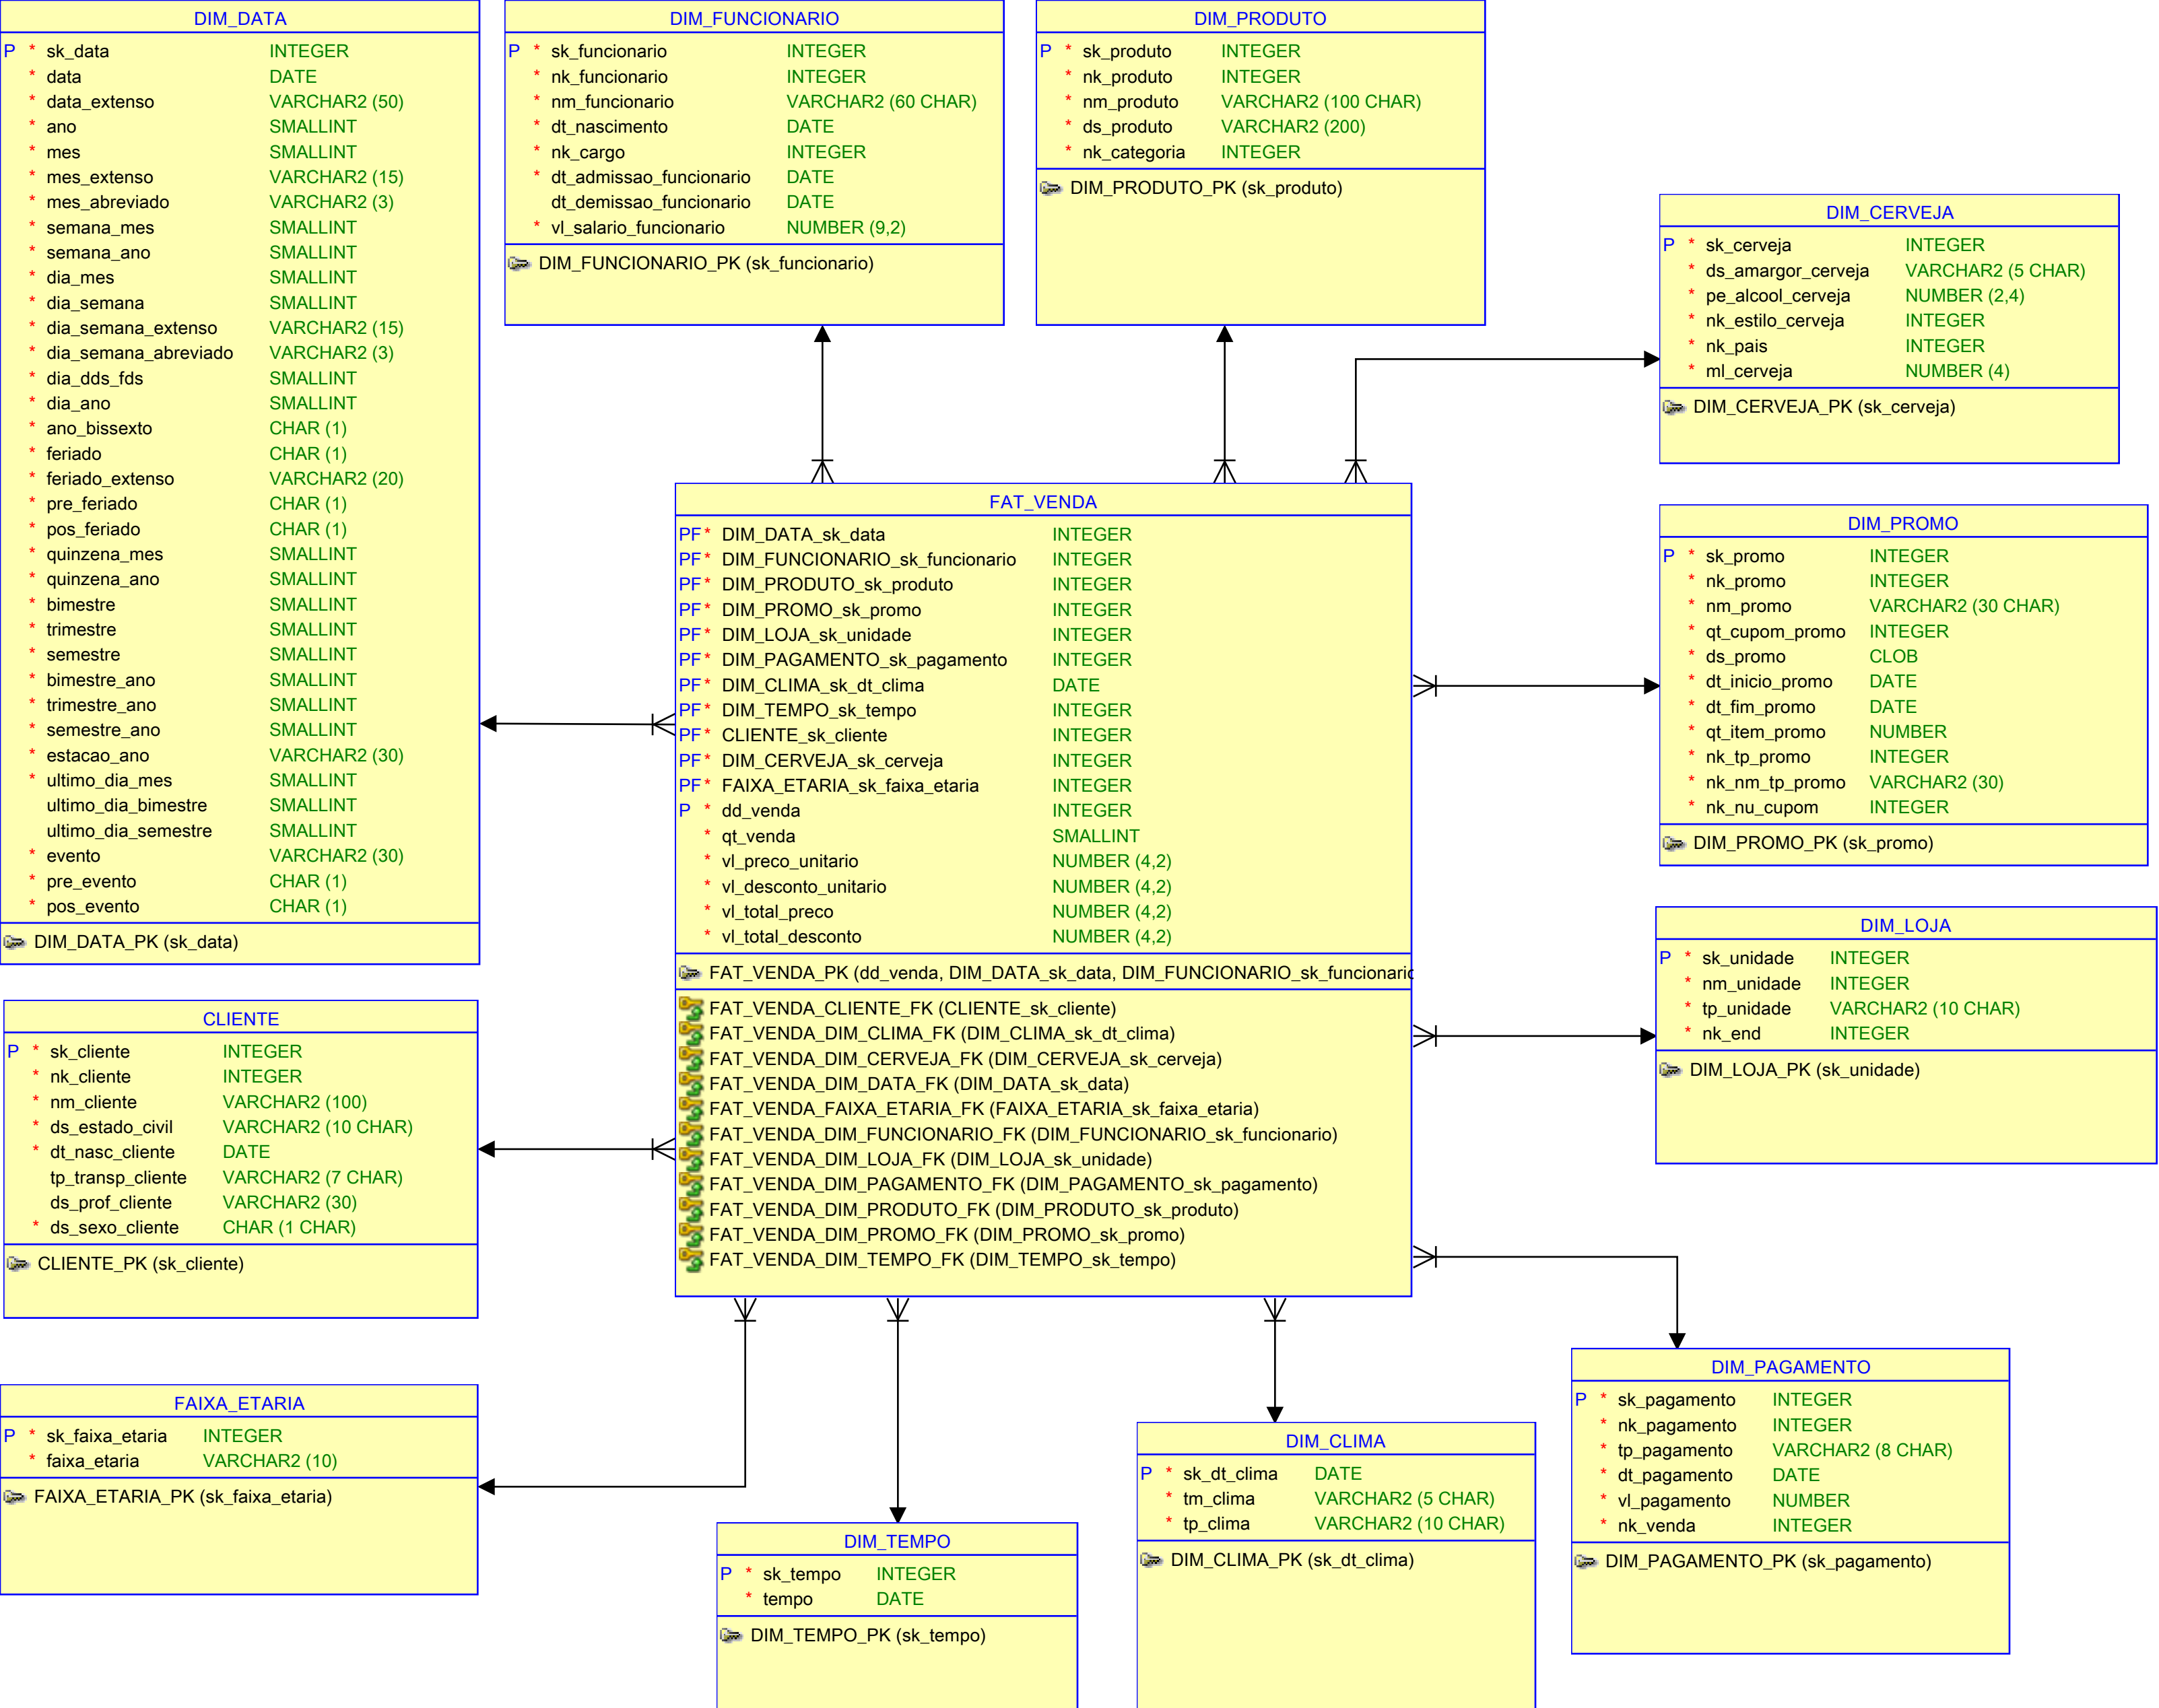 DIM_DATA
P * sk_data INTEGER
* data DATE
* data_extenso VARCHAR2 (50)
* ano SMALLINT
* mes SMALLINT
* mes_extenso VARCHAR2 (15)
* mes_abreviado VARCHAR2 (3)
* semana_mes SMALLINT
* semana_ano SMALLINT
* dia_mes SMALLINT
* dia_semana SMALLINT
* dia_semana_extenso VARCHAR2 (15)
* dia_semana_abreviado VARCHAR2 (3)
* dia_dds_fds SMALLINT
* dia_ano SMALLINT
* ano_bissexto CHAR (1)
* feriado CHAR (1)
* feriado_extenso VARCHAR2 (20)
* pre_feriado CHAR (1)
* pos_feriado CHAR (1)
* quinzena_mes SMALLINT
* quinzena_ano SMALLINT
* bimestre SMALLINT
* trimestre SMALLINT
* semestre SMALLINT
* bimestre_ano SMALLINT
* trimestre_ano SMALLINT
* semestre_ano SMALLINT
* estacao_ano VARCHAR2 (30)
* ultimo_dia_mes SMALLINT
ultimo_dia_bimestre SMALLINT
ultimo_dia_semestre SMALLINT
* evento VARCHAR2 (30)
* pre_evento CHAR (1)
* pos_evento CHAR (1)
DIM_DATA_PK (sk_data)
DIM_FUNCIONARIO
P * sk_funcionario INTEGER
* nk_funcionario INTEGER
* nm_funcionario VARCHAR2 (60 CHAR)
* dt_nascimento DATE
* nk_cargo INTEGER
* dt_admissao_funcionario DATE
dt_demissao_funcionario DATE
* vl_salario_funcionario NUMBER (9,2)
DIM_FUNCIONARIO_PK (sk_funcionario)
DIM_PRODUTO
P * sk_produto INTEGER
* nk_produto INTEGER
* nm_produto VARCHAR2 (100 CHAR)
* ds_produto VARCHAR2 (200)
* nk_categoria INTEGER
DIM_PRODUTO_PK (sk_produto)
DIM_CERVEJA
P * sk_cerveja INTEGER
* ds_amargor_cerveja VARCHAR2 (5 CHAR)
* pe_alcool_cerveja NUMBER (2,4)
* nk_estilo_cerveja INTEGER
* nk_pais INTEGER
* ml_cerveja NUMBER (4)
DIM_CERVEJA_PK (sk_cerveja)
FAT_VENDA
PF * DIM_DATA_sk_data INTEGER
PF * DIM_FUNCIONARIO_sk_funcionario INTEGER
PF * DIM_PRODUTO_sk_produto INTEGER
PF * DIM_PROMO_sk_promo INTEGER
PF * DIM_LOJA_sk_unidade INTEGER
PF * DIM_PAGAMENTO_sk_pagamento INTEGER
PF * DIM_CLIMA_sk_dt_clima DATE
PF * DIM_TEMPO_sk_tempo INTEGER
PF * CLIENTE_sk_cliente INTEGER
PF * DIM_CERVEJA_sk_cerveja INTEGER
PF * FAIXA_ETARIA_sk_faixa_etaria INTEGER
P * dd_venda INTEGER
* qt_venda SMALLINT
* vl_preco_unitario NUMBER (4,2)
* vl_desconto_unitario NUMBER (4,2)
* vl_total_preco NUMBER (4,2)
* vl_total_desconto NUMBER (4,2)
FAT_VENDA_PK (dd_venda, DIM_DATA_sk_data, DIM_FUNCIONARIO_sk_funcionari
FAT_VENDA_CLIENTE_FK (CLIENTE_sk_cliente)
FAT_VENDA_DIM_CLIMA_FK (DIM_CLIMA_sk_dt_clima)
FAT_VENDA_DIM_CERVEJA_FK (DIM_CERVEJA_sk_cerveja)
FAT_VENDA_DIM_DATA_FK (DIM_DATA_sk_data)
FAT_VENDA_FAIXA_ETARIA_FK (FAIXA_ETARIA_sk_faixa_etaria)
FAT_VENDA_DIM_FUNCIONARIO_FK (DIM_FUNCIONARIO_sk_funcionario)
FAT_VENDA_DIM_LOJA_FK (DIM_LOJA_sk_unidade)
FAT_VENDA_DIM_PAGAMENTO_FK (DIM_PAGAMENTO_sk_pagamento)
FAT_VENDA_DIM_PRODUTO_FK (DIM_PRODUTO_sk_produto)
FAT_VENDA_DIM_PROMO_FK (DIM_PROMO_sk_promo)
FAT_VENDA_DIM_TEMPO_FK (DIM_TEMPO_sk_tempo)
DIM_PROMO
P * sk_promo INTEGER
* nk_promo INTEGER
* nm_promo VARCHAR2 (30 CHAR)
* qt_cupom_promo INTEGER
* ds_promo CLOB
* dt_inicio_promo DATE
* dt_fim_promo DATE
* qt_item_promo NUMBER
* nk_tp_promo INTEGER
* nk_nm_tp_promo VARCHAR2 (30)
* nk_nu_cupom INTEGER
DIM_PROMO_PK (sk_promo)
DIM_LOJA
P * sk_unidade INTEGER
* nm_unidade INTEGER
* tp_unidade VARCHAR2 (10 CHAR)
* nk_end INTEGER
DIM_LOJA_PK (sk_unidade)
CLIENTE
P * sk_cliente INTEGER
* nk_cliente INTEGER
* nm_cliente VARCHAR2 (100)
* ds_estado_civil VARCHAR2 (10 CHAR)
* dt_nasc_cliente DATE
tp_transp_cliente VARCHAR2 (7 CHAR)
ds_prof_cliente VARCHAR2 (30)
* ds_sexo_cliente CHAR (1 CHAR)
CLIENTE_PK (sk_cliente)
FAIXA_ETARIA
P * sk_faixa_etaria INTEGER
* faixa_etaria VARCHAR2 (10)
FAIXA_ETARIA_PK (sk_faixa_etaria)
DIM_TEMPO
P * sk_tempo INTEGER
* tempo DATE
DIM_TEMPO_PK (sk_tempo)
DIM_CLIMA
P * sk_dt_clima DATE
* tm_clima VARCHAR2 (5 CHAR)
* tp_clima VARCHAR2 (10 CHAR)
DIM_CLIMA_PK (sk_dt_clima)
DIM_PAGAMENTO
P * sk_pagamento INTEGER
* nk_pagamento INTEGER
* tp_pagamento VARCHAR2 (8 CHAR)
* dt_pagamento DATE
* vl_pagamento NUMBER
* nk_venda INTEGER
DIM_PAGAMENTO_PK (sk_pagamento)